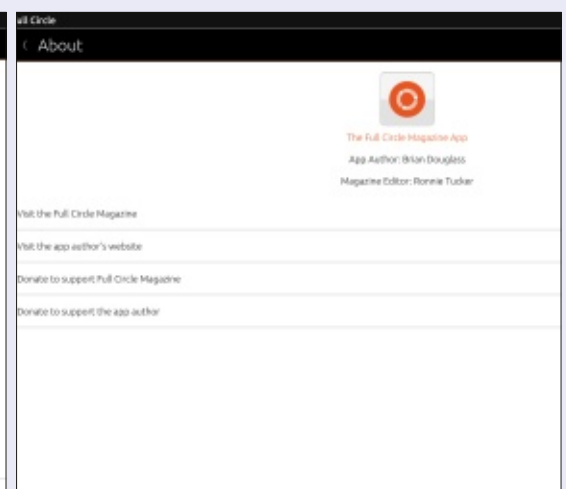 ull Circle
About
The Full Circle Magazine App
App Author: Brian Douglass
Magazine Editor: Ronnie Tucker
Visit the Full Circle Magazine
Visit the app author's website
Donate to support Full Circle Magazine
Donate to support the app author